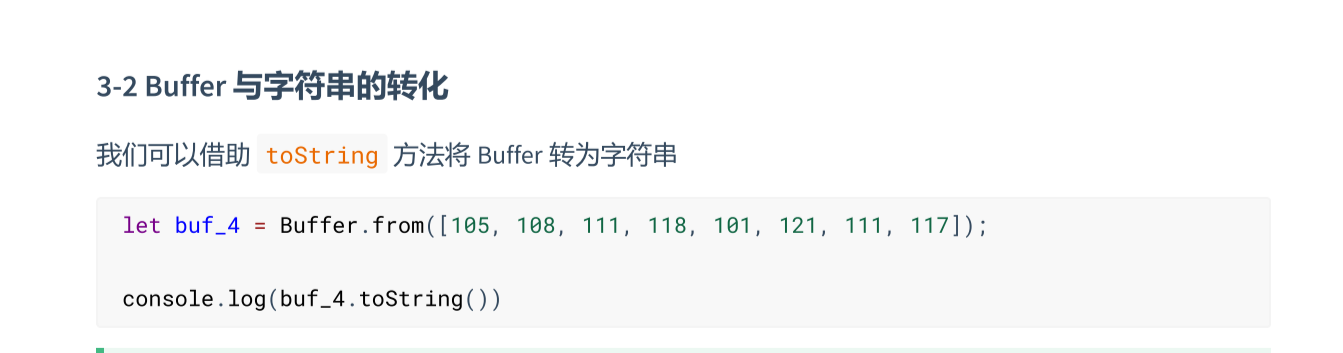 3-2 Buffer 与字符串的转化
我们可以借助 toString 方法将 Buffer 转为字符串
let buf_4 = Buffer.from([105, 108, 111, 118, 101, 121, 111, 117]);
console.log(buf_4.toString())